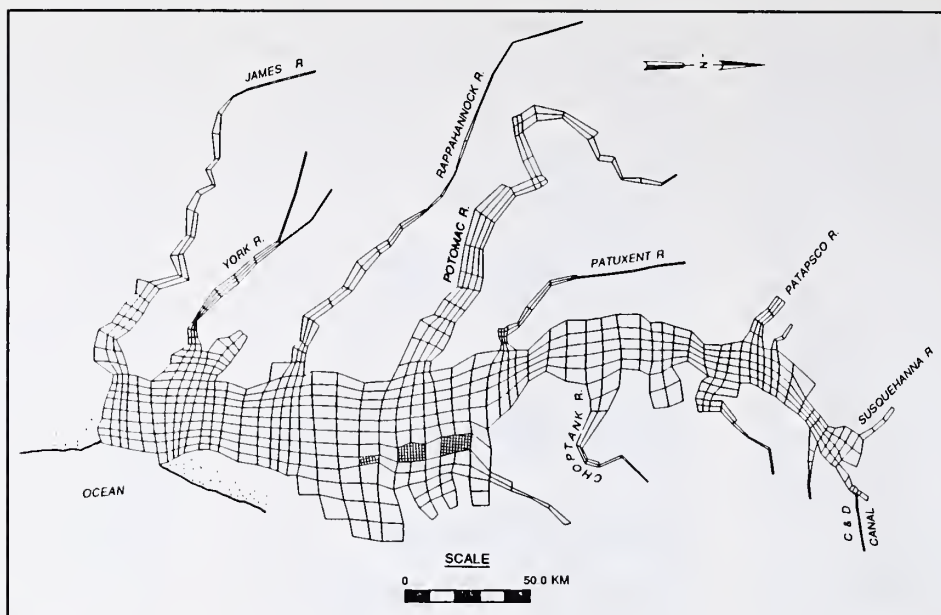 JAMES R
RAPPAHANNOCK R.
- N -
YORK R.
POTOMAC R.
PATUXENT R
PATAPSCO R.
SUSQUEHANNA R
CHOPTANK R.
OCEAN
C & D
CANAL
SCALE
0 50.0 KM